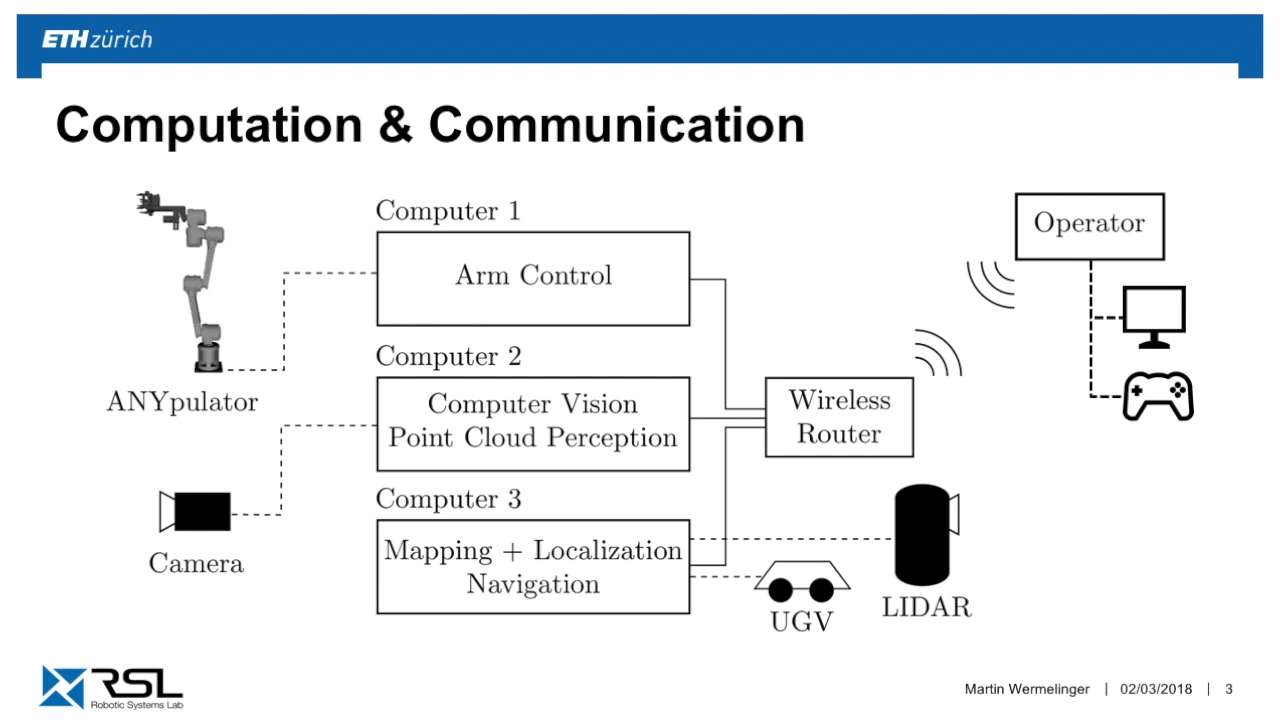 ETH zürich
Computation & Communication
Computer 1
Arm Control
ANYpulator
Computer 2
Computer Vision
Point Cloud Perception
Camera
Computer 3
Mapping + Localization
Navigation
Wireless
Router
Operator
UGV
LIDAR
RSL
Robotic Systems Lab
Martin Wermelinger | 02/03/2018 | 3